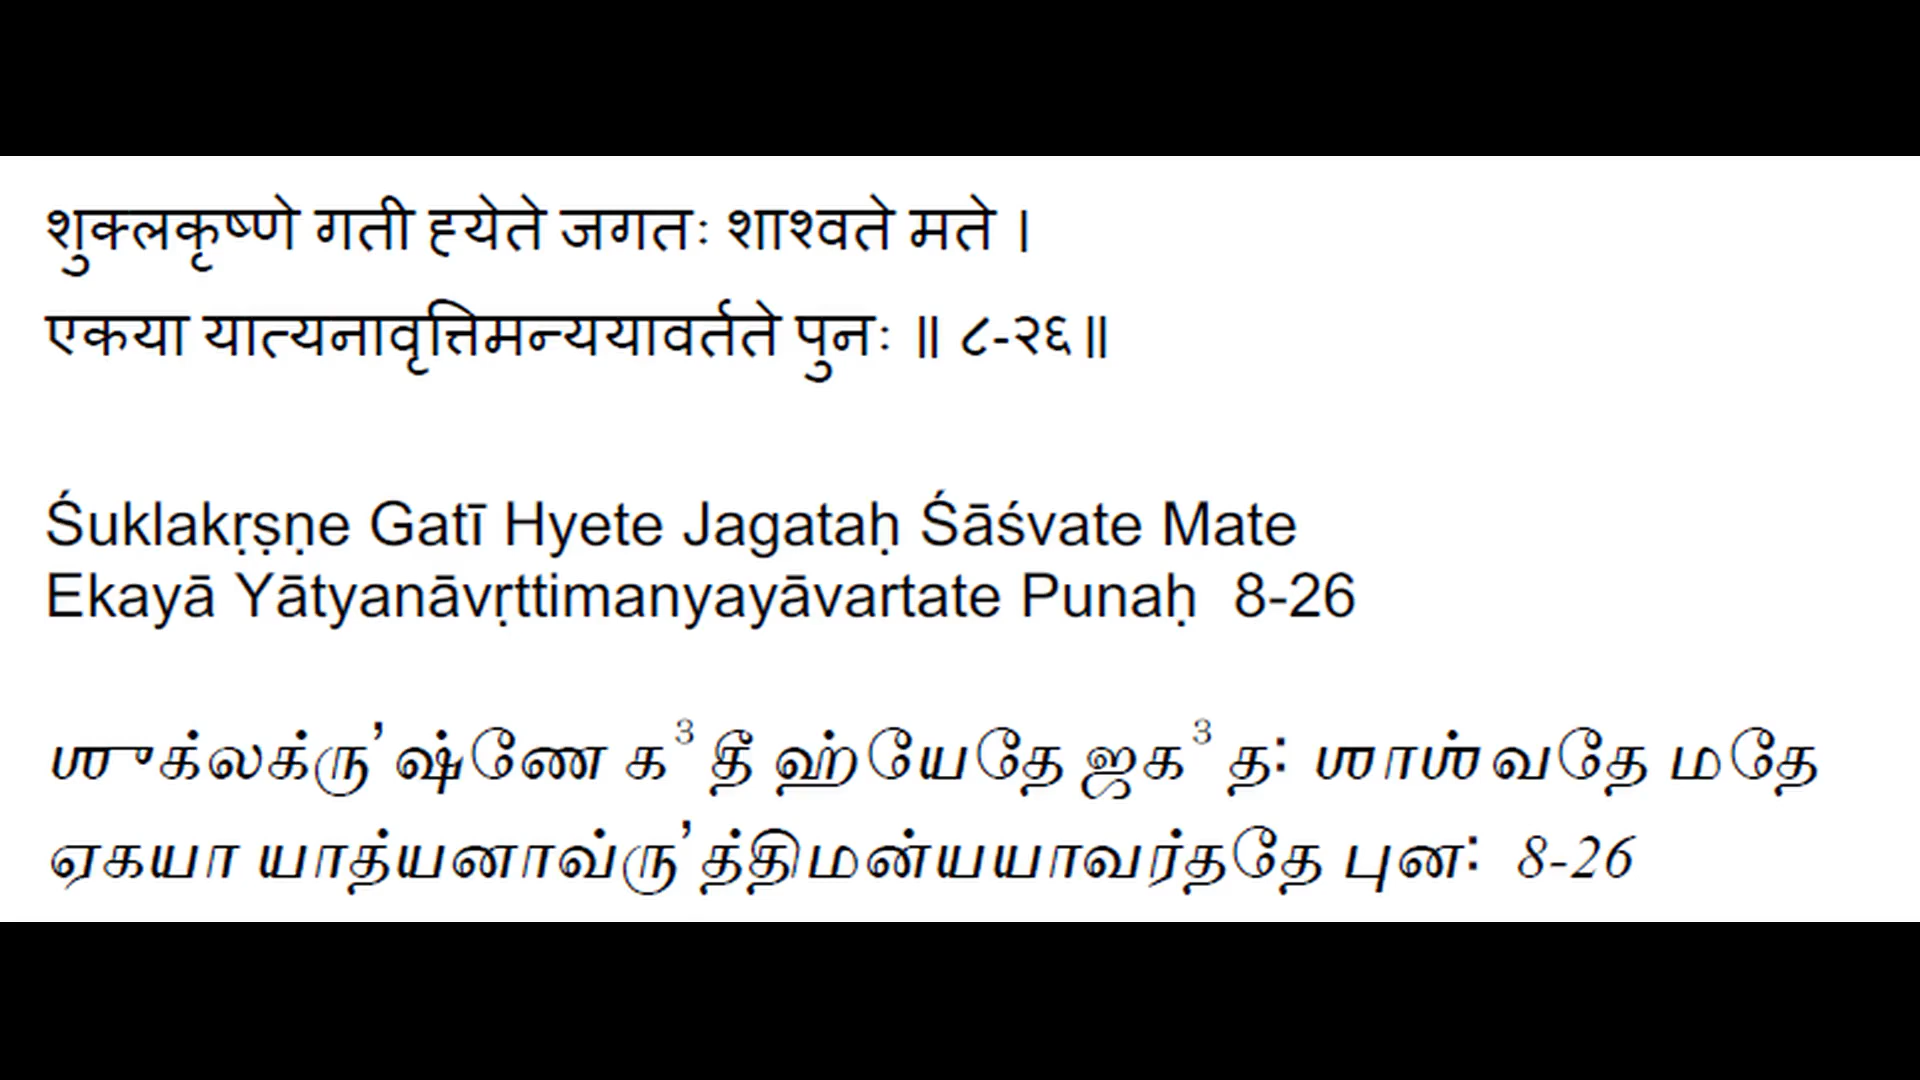 शुक्लकृष्णे गती ह्येते जगतः शाश्वते मते ।
एकया यात्यनावृत्तिमन्ययावर्तते पुनः ॥ ८-२६॥
Śuklakṛṣṇe Gatī Hyete Jagataḥ Śāśvate Mate
Ekayā Yātyanāvṛttimanyayāvartate Punaḥ 8-26
ஶுக்லக்ரு’ஷ்ணே க³தீ ஹ்யேதே ஜக³த: ஶாஶ்வதே மதே
ஏகயா யாத்யனாவ்ரு’த்திமன்யயாவர்ததே புன: 8-26